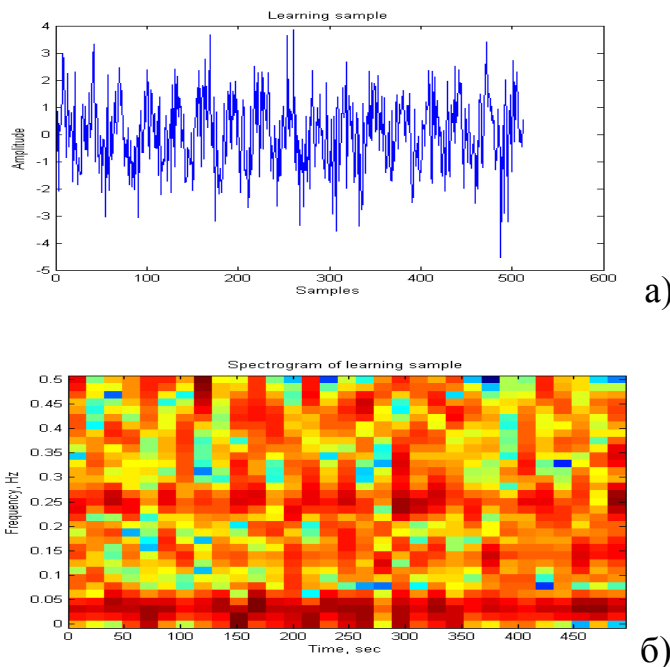 Learning sample
4
3
2
1
0
-1
-2
-3
-4
-5
Amplitude
0 100 200 300 400 500 600
Samples
а)
Spectrogram of learning sample
0.5
0.45
0.4
0.35
0.3
0.25
0.2
0.15
0.1
0.05
0
Frequency, Hz
0 50 100 150 200 250 300 350 400 450
Time, sec
б)